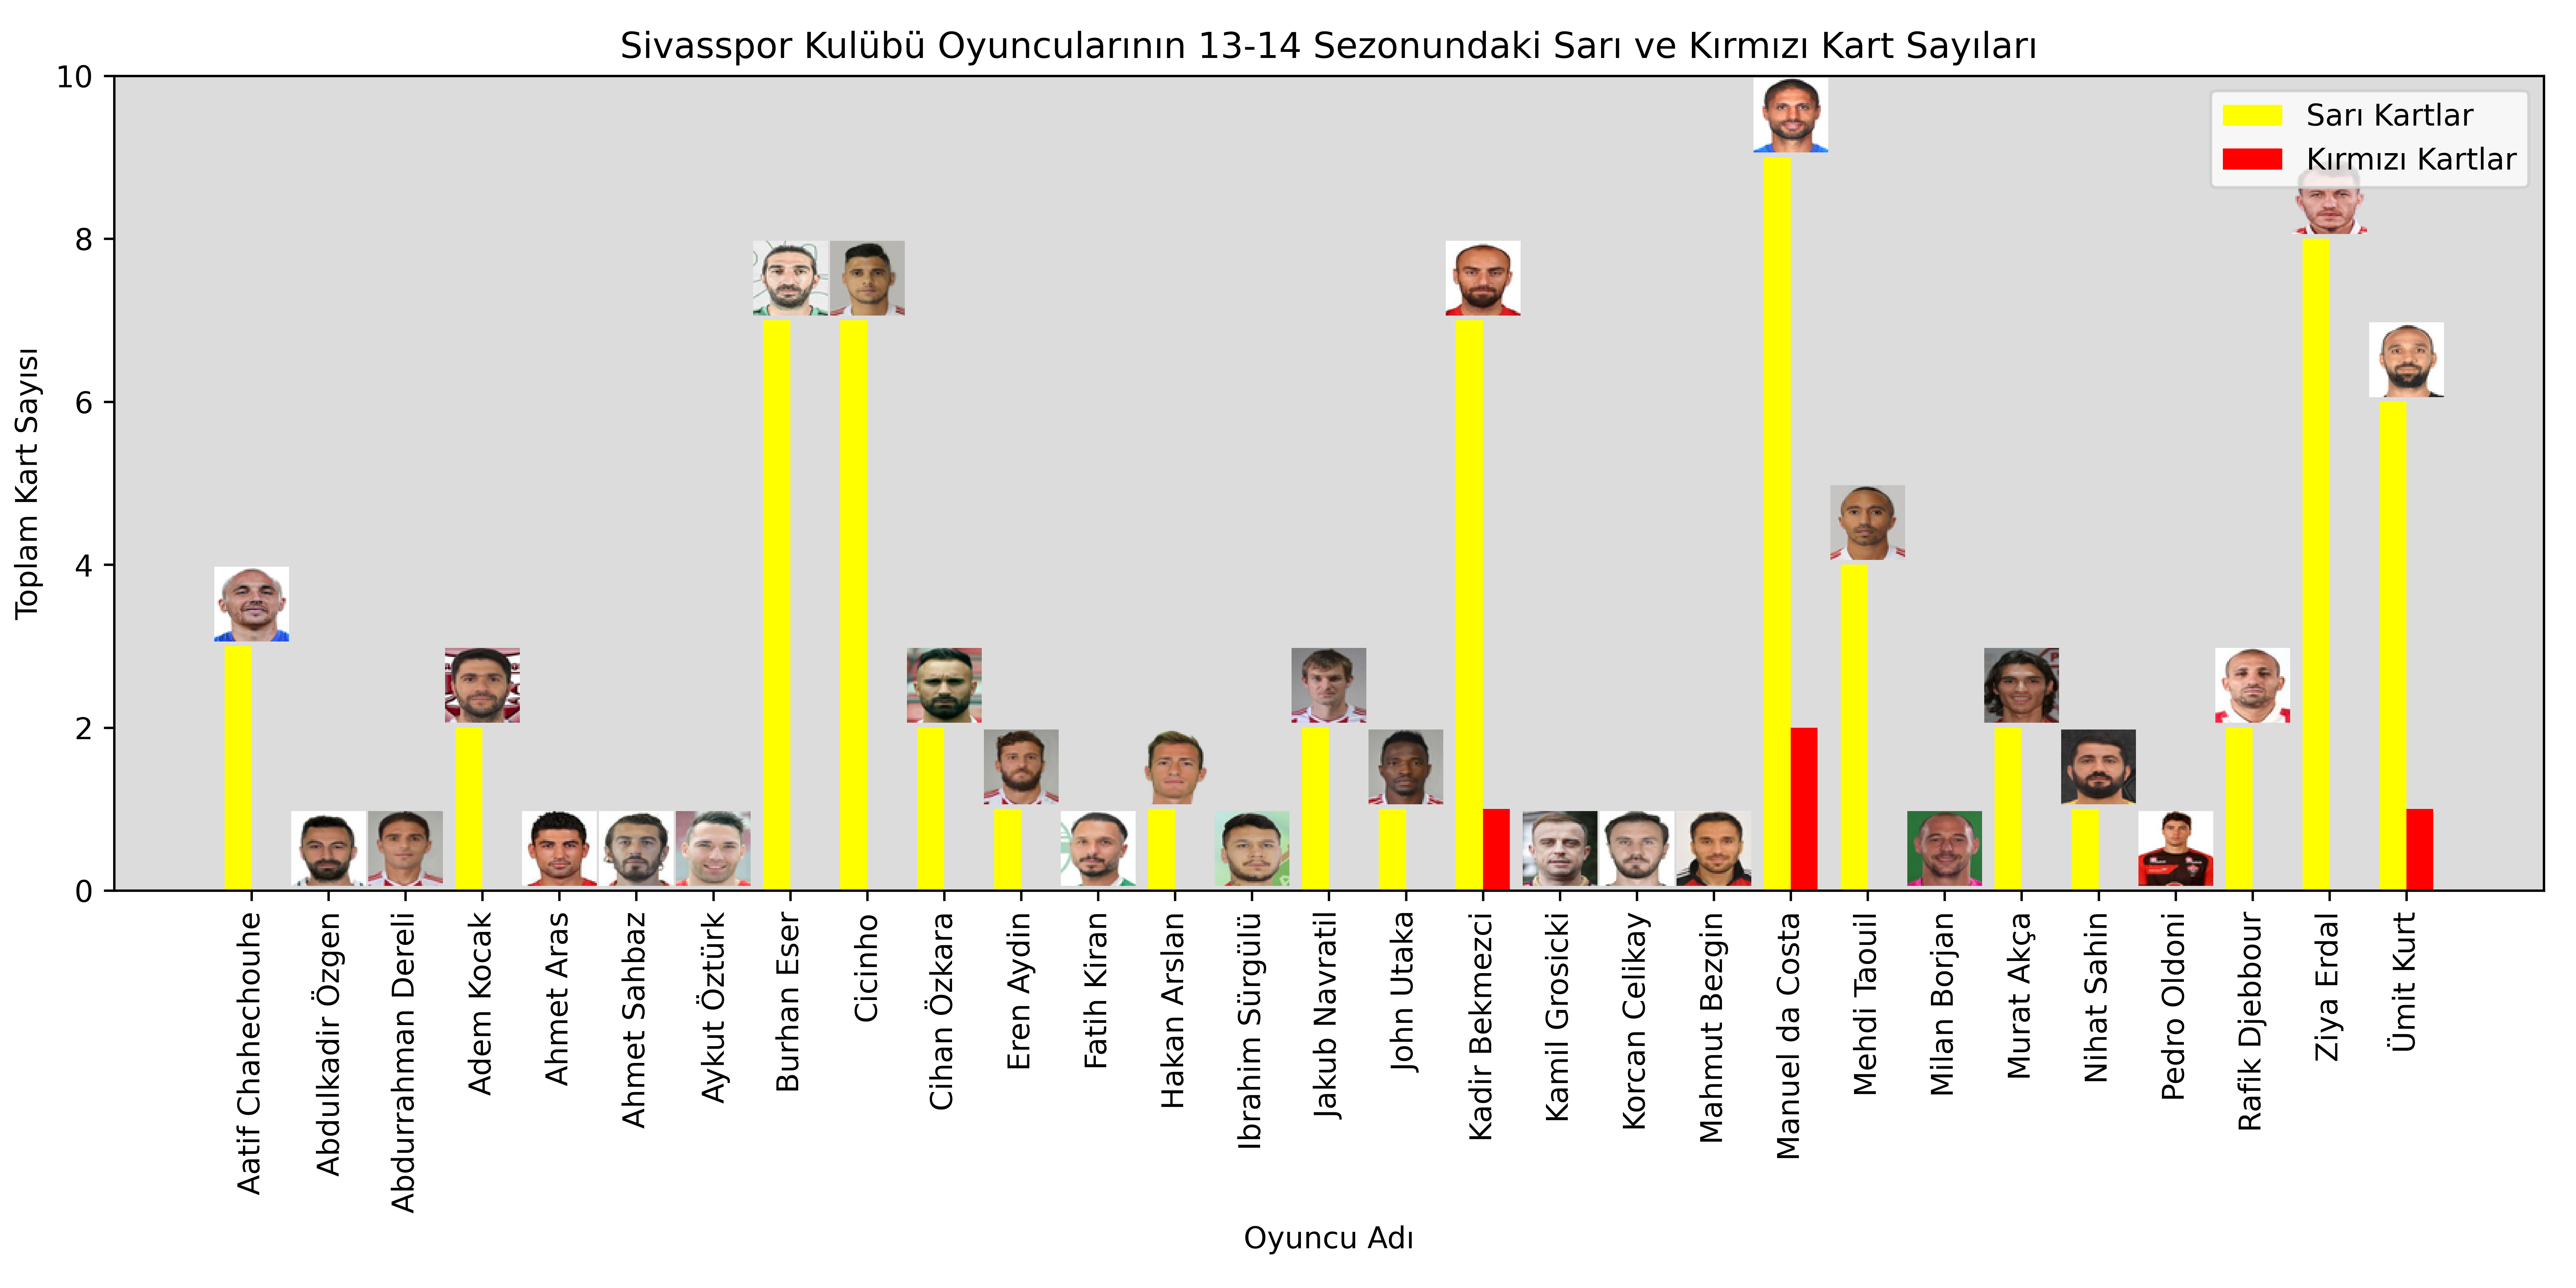 Sivasspor Kulübü Oyuncularının 13-14 Sezonundaki Sarı ve Kırmızı Kart Sayıları
Sarı Kartlar
Kırmızı Kartlar
Toplam Kart Sayısı
10
8
6
4
2
0
Aatif Chahechouhe
Abdulkadir Özgen
Abdurrahman Dereli
Adem Kocak
Ahmet Aras
Ahmet Sahbaz
Aykut Öztürk
Burhan Eser
Cicinho
Cihan Özkara
Eren Aydin
Fatih Kiran
Hakan Arslan
Ibrahim Sürgülü
Jakub Navratil
John Utaka
Kadir Bekmezci
Kamil Grosicki
Korcan Celikay
Mahmut Bezgin
Manuel da Costa
Mehdi Taouil
Milan Borjan
Murat Akça
Nihat Sahin
Pedro Oldoni
Rafik Djebbour
Ziya Erdal
Ümit Kurt
Oyuncu Adı